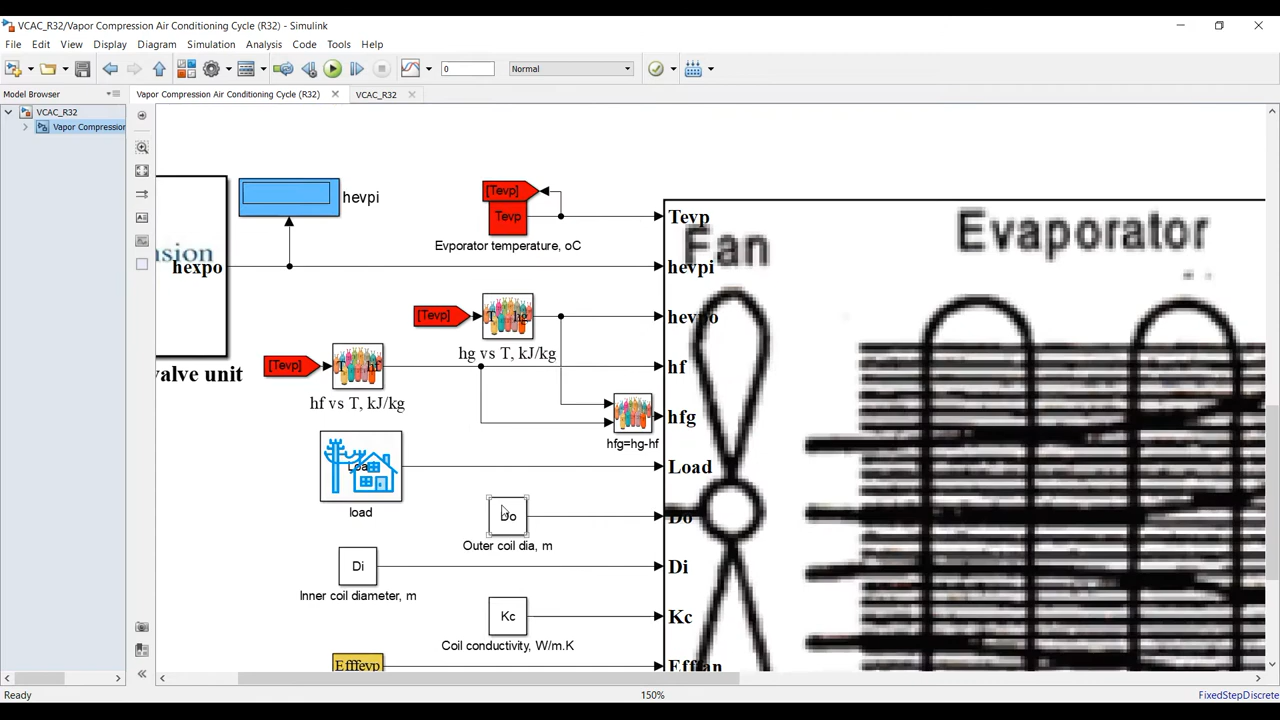 VCAC_R32/Vapor Compression Air Conditioning Cycle (R32) - Simulink
File Edit View Display Diagram Simulation Analysis Code Tools Help
0
Normal
Model Browser
Vapor Compression Air Conditioning Cycle (R32)
VCAC_R32
VCAC_R32
Vapor Compression
hevpi
[Tevp]
Tevp
Tevp
Evporator temperature, oC
Fan
Evaporator
nsion
hexpo
hevpi
[Tevp]
T hg
hevpo
hg vs T, kJ/kg
[Tevp]
T hf
hf
valve unit
hf vs T, kJ/kg
hfg
hfg=hg-hf
Load
load
Do
Do
Outer coil dia, m
Di
Di
Inner coil diameter, m
Kc
Kc
Coil conductivity, W/m.K
Efffevp
Efffan
Ready
150%
FixedStepDiscrete